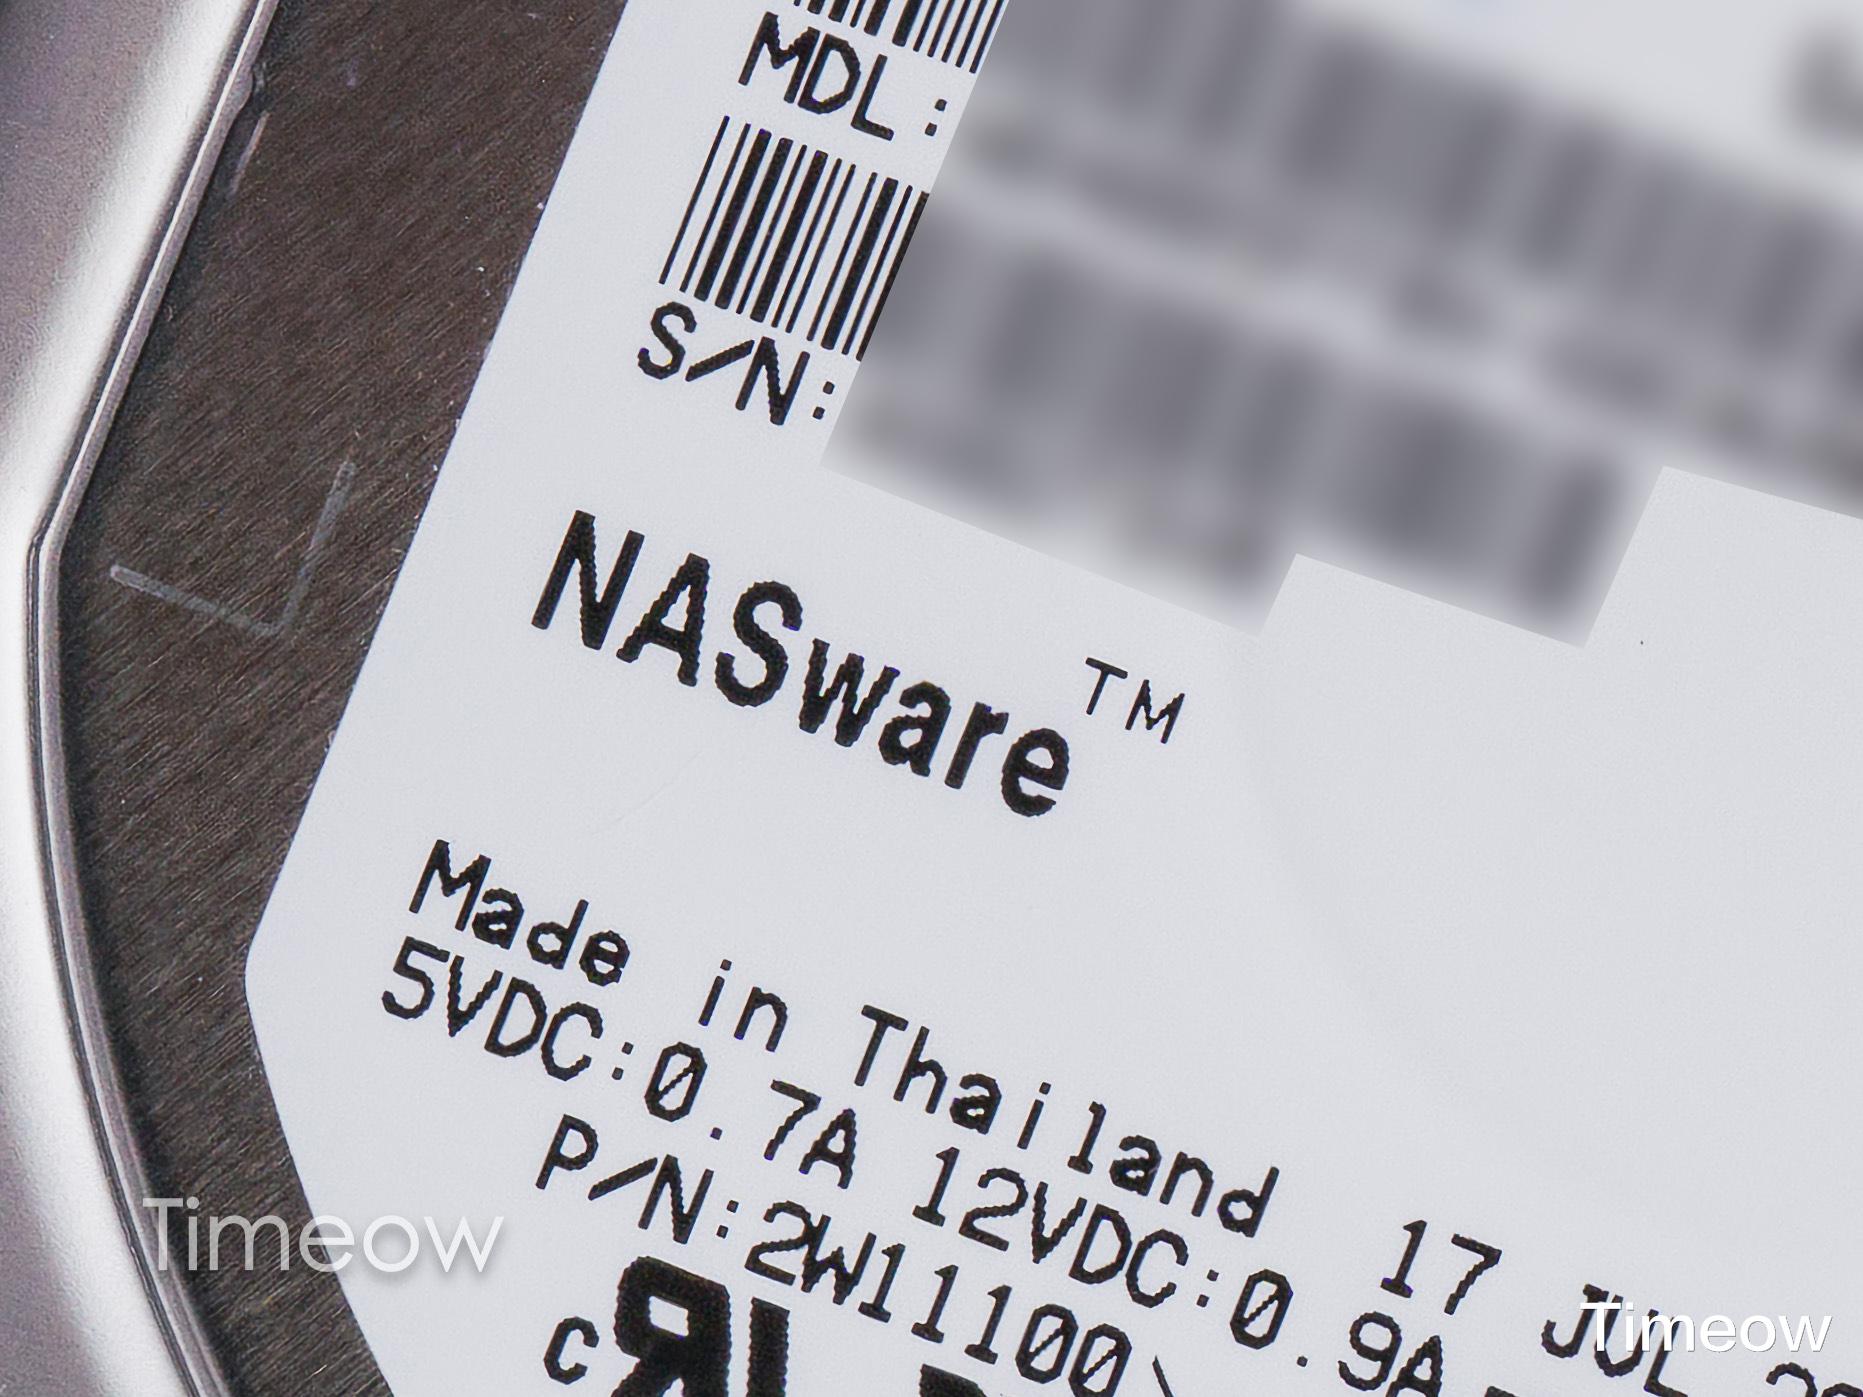 MDL:
S/N:
NASware™
Made in Thailand 17 JUL
5VDC:0.7A 12VDC:0.9A
P/N:2W11100
c
Timeow
Timeow